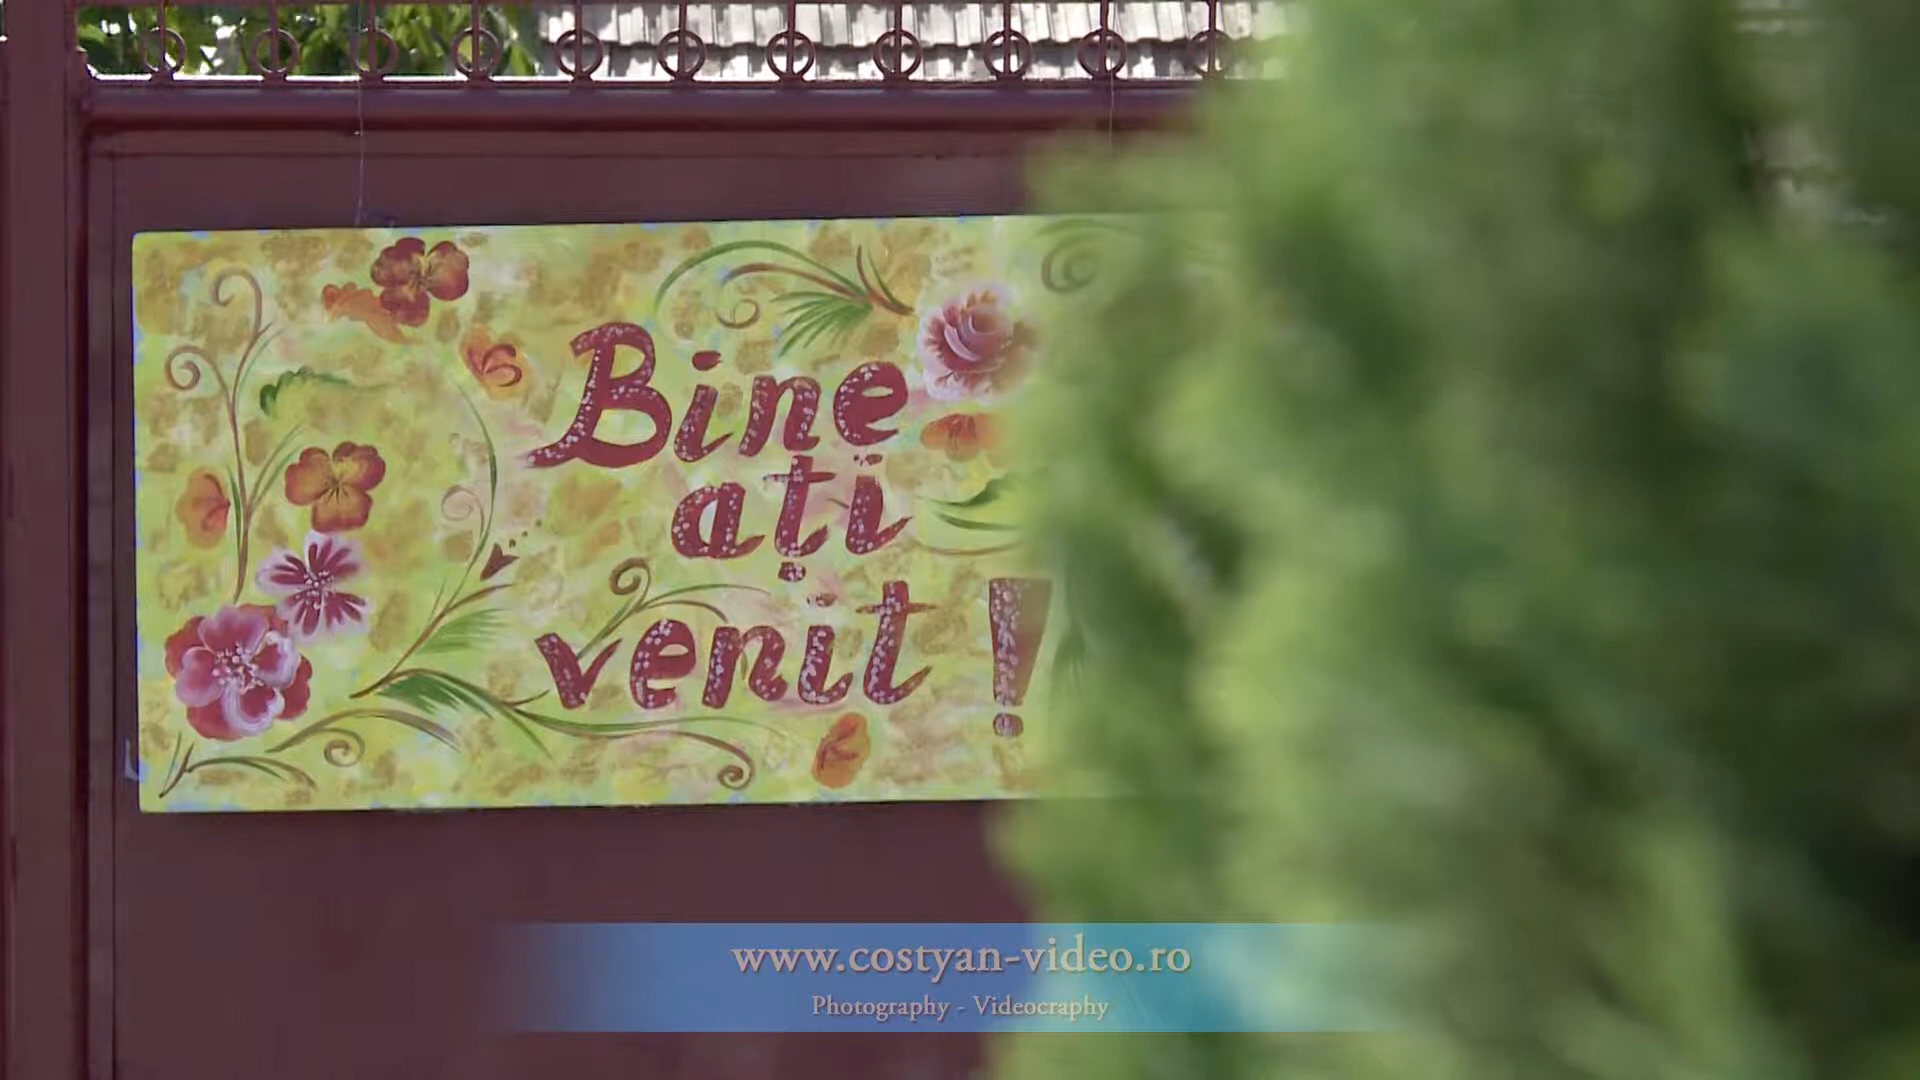 Bine
ați
venit !
www.costyan-video.ro
Photography - Videocraphy